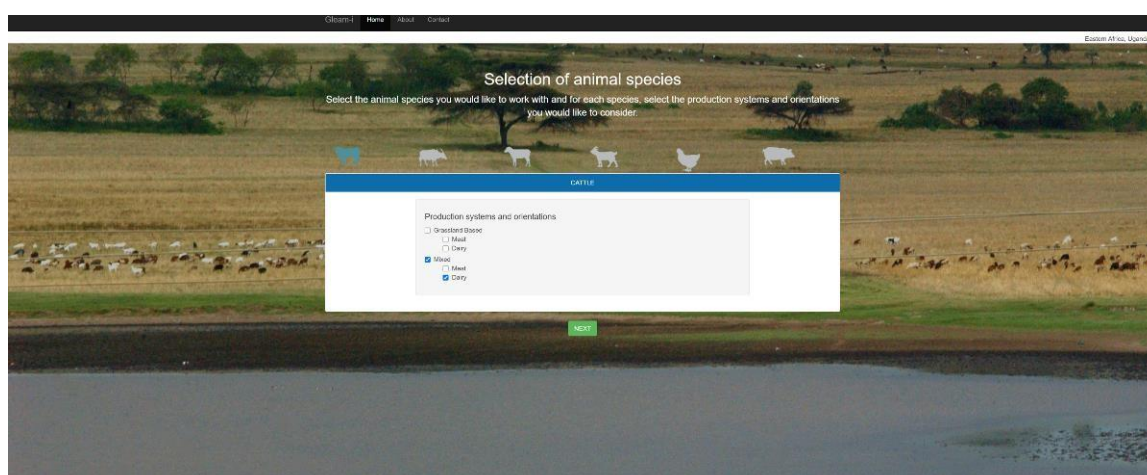 Gleam-i Home About Contact
Eastern Africa, Ugand
Selection of animal species
Select the animal species you would like to work with and for each species, select the production systems and orientations
you would like to consider.
CATTLE
Production systems and orientations
Grassland Based
Meat
Dairy
Mixed
Meat
Dairy
NEXT